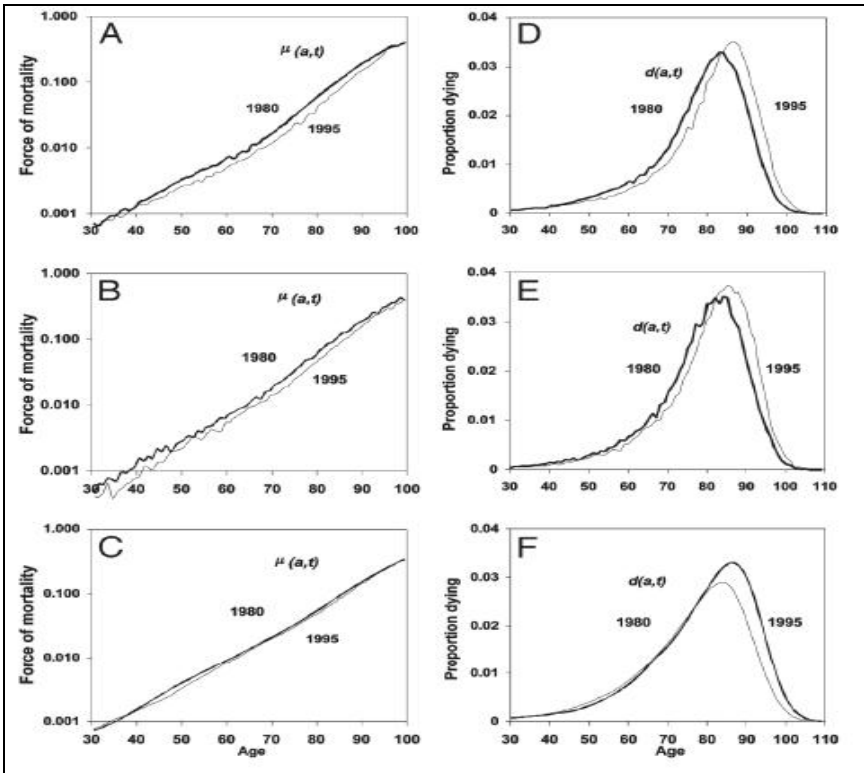 A
μ (a,t)
Force of mortality
1.000
0.100
0.010
0.001
1980
1995
30 40 50 60 70 80 90 100
D
d(a,t)
Proportion dying
0.04
0.03
0.02
0.01
0
1980
1995
30 40 50 60 70 80 90 100 110
B
μ (a,t)
Force of mortality
1.000
0.100
0.010
0.001
1980
1995
30 40 50 60 70 80 90 100
E
d(a,t)
Proportion dying
0.04
0.03
0.02
0.01
0
1980
1995
30 40 50 60 70 80 90 100 110
C
μ (a,t)
Force of mortality
1.000
0.100
0.010
0.001
1980
1995
30 40 50 60 70 80 90 100
Age
F
d(a,t)
Proportion dying
0.04
0.03
0.02
0.01
0
1980
1995
30 40 50 60 70 80 90 100 110
Age